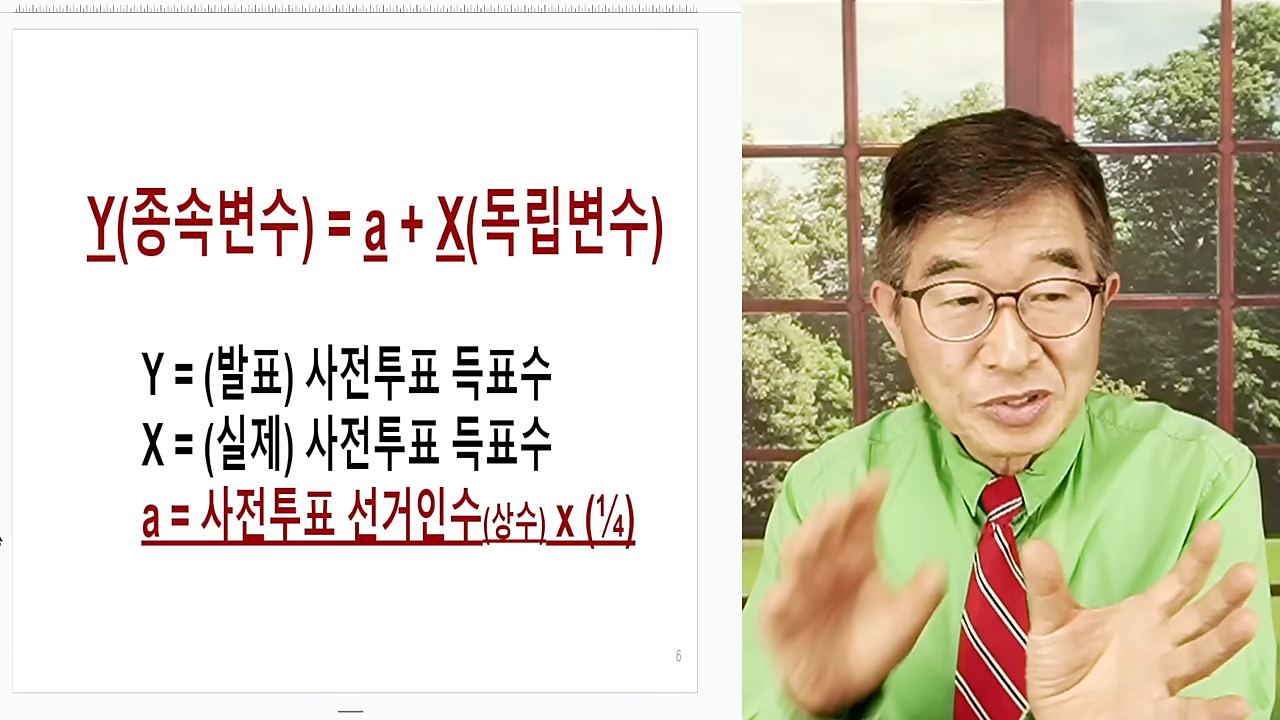 Y(종속변수) = a + X(독립변수)
Y = (발표) 사전투표 득표수
X = (실제) 사전투표 득표수
a = 사전투표 선거인수(상수) x (¼)
6